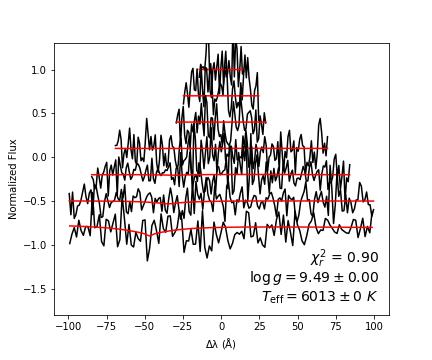 Normalized Flux
1.0
0.5
0.0
−0.5
−1.0
−1.5
χ²ᵣ = 0.90
log g = 9.49 ± 0.00
T_eff = 6013 ± 0 K
−100 −75 −50 −25 0 25 50 75 100
Δλ (Å)